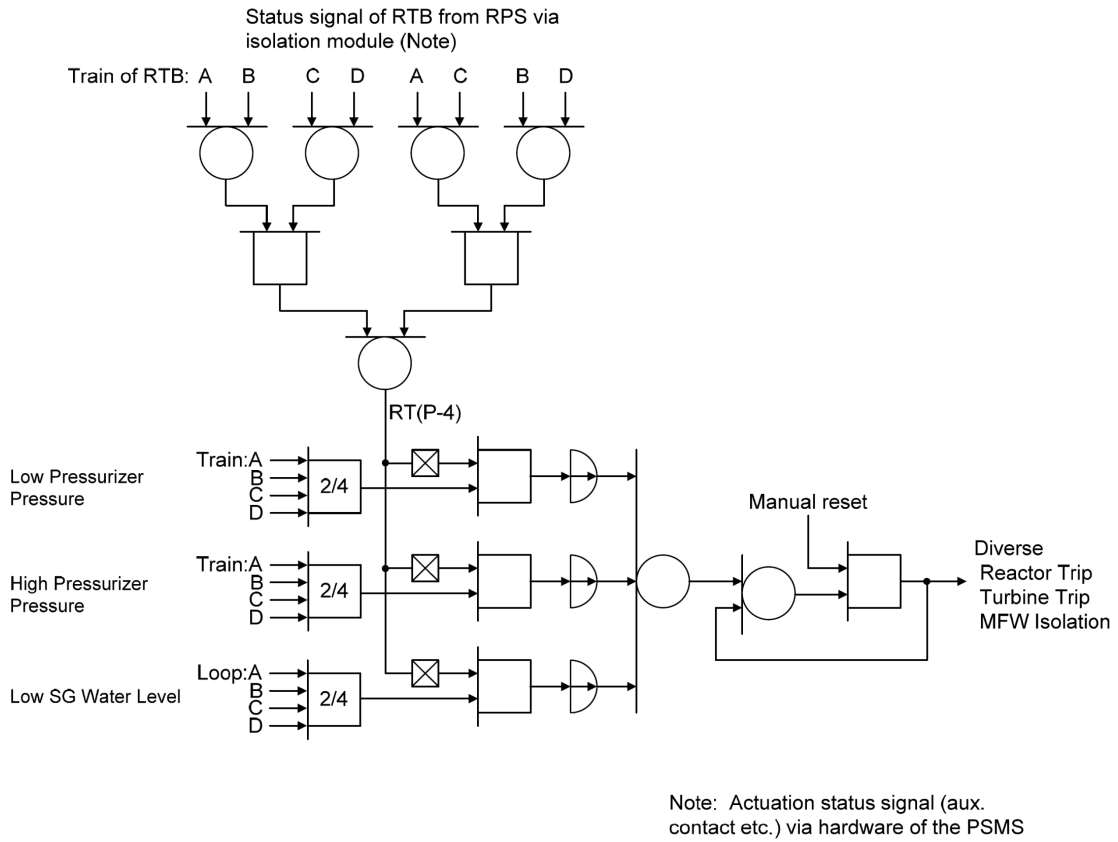 Status signal of RTB from RPS via
isolation module (Note)
Train of RTB: A B C D A C B D
RT(P-4)
Low Pressurizer
Pressure
Train:A
B
C
D
2/4
High Pressurizer
Pressure
Train:A
B
C
D
2/4
Low SG Water Level
Loop:A
B
C
D
2/4
Manual reset
Diverse
Reactor Trip
Turbine Trip
MFW Isolation
Note: Actuation status signal (aux.
contact etc.) via hardware of the PSMS